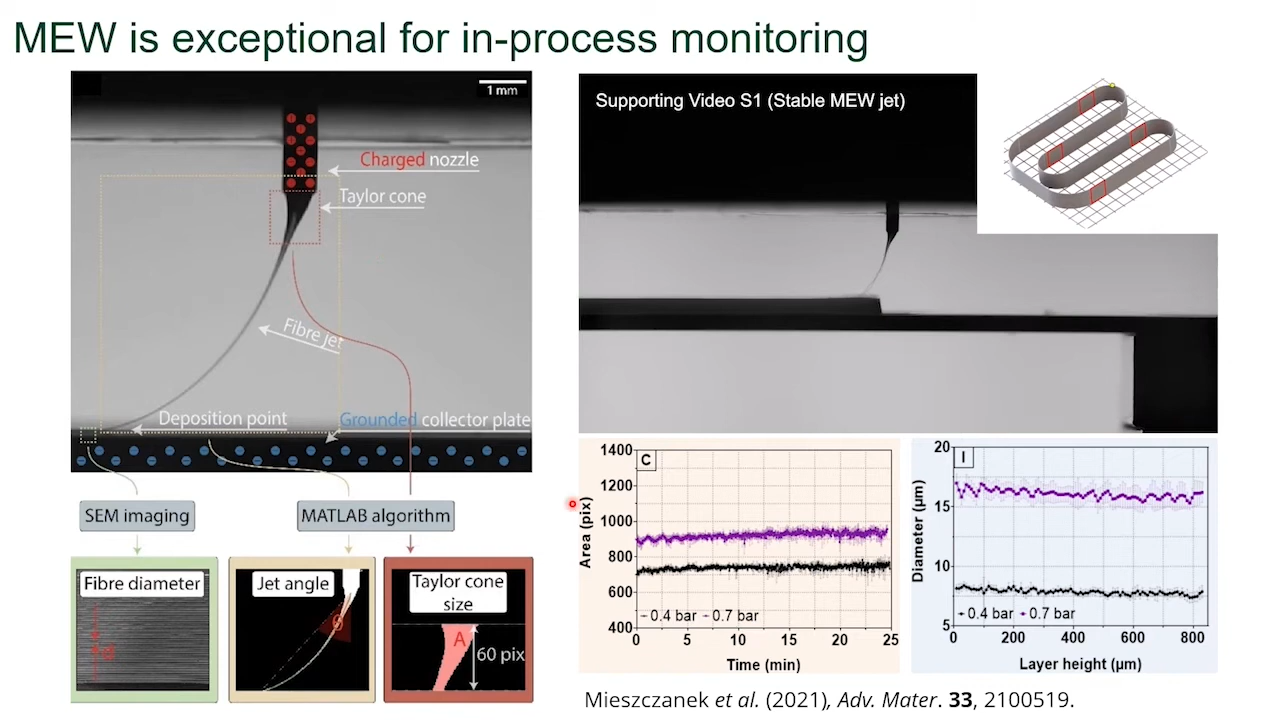 MEW is exceptional for in-process monitoring
1 mm
Charged nozzle
Taylor cone
Fibre jet
Deposition point
Grounded collector plate
SEM imaging
MATLAB algorithm
Fibre diameter
d
Jet angle
θ
Taylor cone
size
A
60 pix
Supporting Video S1 (Stable MEW jet)
C
Area (pix)
1400
1200
1000
800
600
400
0.4 bar
0.7 bar
0 5 10 15 20 25
Time (min)
I
Diameter (µm)
20
15
10
5
0.4 bar
0.7 bar
0 200 400 600 800
Layer height (µm)
Mieszczanek et al. (2021), Adv. Mater. 33, 2100519.